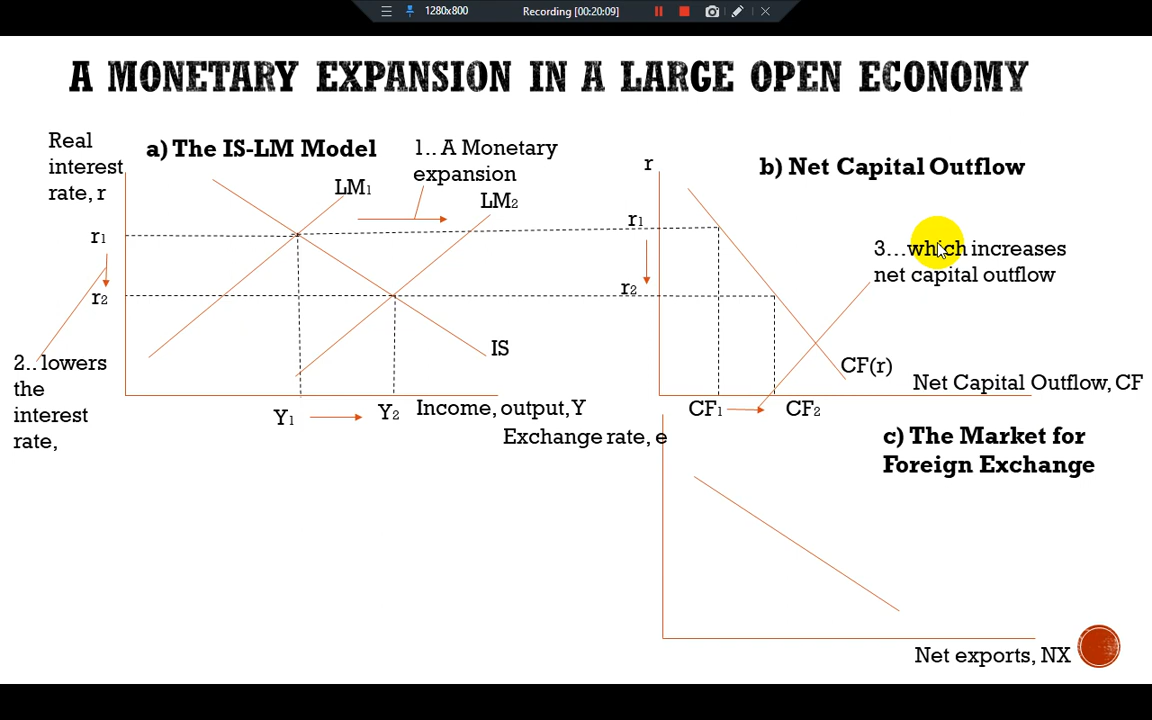 1280x800
Recording [00:20:09]
A MONETARY EXPANSION IN A LARGE OPEN ECONOMY
Real
interest
rate, r
a) The IS-LM Model
1.. A Monetary
expansion
LM1
LM2
r1
r2
IS
2.. lowers
the
interest
rate,
Y1
Y2
Income, output,Y
r
b) Net Capital Outflow
r1
r2
3...which increases
net capital outflow
CF(r)
Net Capital Outflow, CF
CF1
CF2
Exchange rate, e
c) The Market for
Foreign Exchange
Net exports, NX